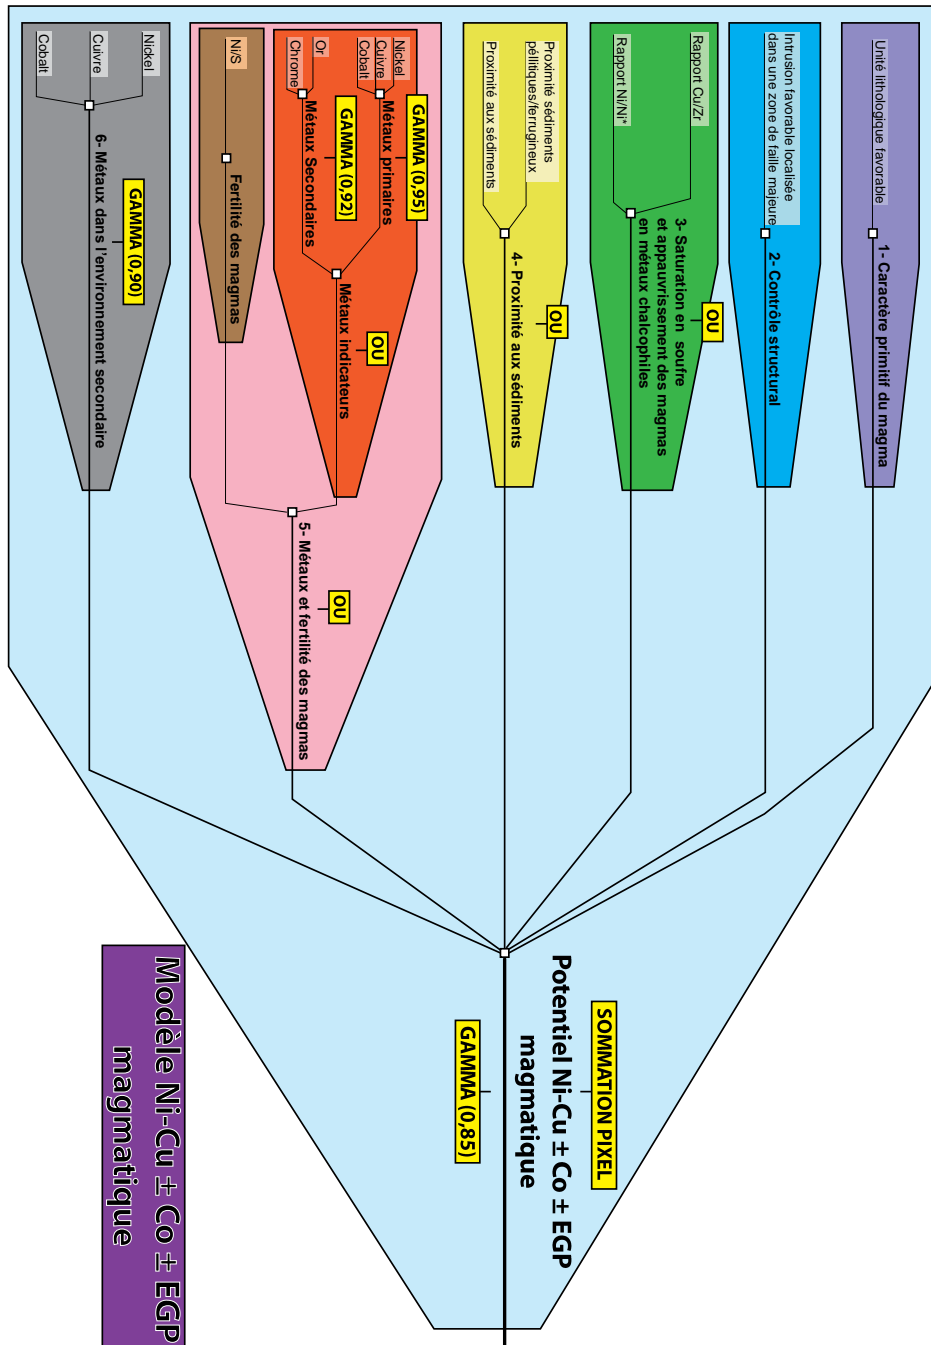 Unité lithologique favorable
1- Caractère primitif du magma
Intrusion favorable localisée
dans une zone de faille majeure
2- Contrôle structural
Rapport Cu/Zr
Rapport Ni/Ni*
3- Saturation en soufre
et appauvrissement des magmas
en métaux chalcophiles
OU
Proximité sédiments
péllitiques/ferrugineux
Proximité aux sédiments
4- Proximité aux sédiments
OU
Nickel
Cuivre
Cobalt
Métaux primaires
GAMMA (0,95)
Or
Chrome
Métaux Secondaires
GAMMA (0,92)
Métaux indicateurs
OU
Ni/S
Fertilité des magmas
5- Métaux et fertilité des magmas
OU
Nickel
Cuivre
Cobalt
6- Métaux dans l'environnement secondaire
GAMMA (0,90)
SOMMATION PIXEL
Potentiel Ni-Cu ± Co ± EGP
magmatique
GAMMA (0,85)
Modèle Ni-Cu ± Co ± EGP
magmatique